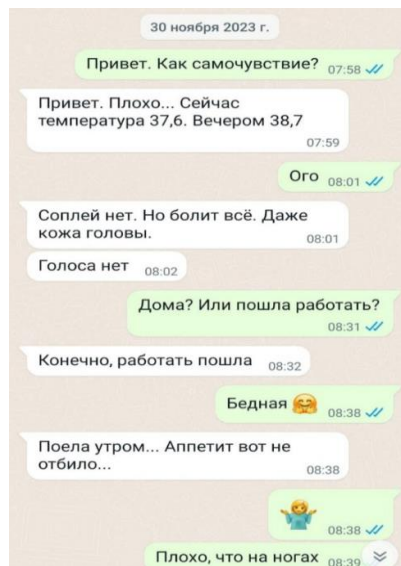 30 ноября 2023 г.
Привет. Как самочувствие? 07:58
Привет. Плохо... Сейчас
температура 37,6. Вечером 38,7
07:59
Ого 08:01
Соплей нет. Но болит всё. Даже
кожа головы. 08:01
Голоса нет 08:02
Дома? Или пошла работать?
08:31
Конечно, работать пошла 08:32
Бедная 🤗 08:38
Поела утром... Аппетит вот не
отбило... 08:38
🤷‍♀️
08:38
Плохо, что на ногах 08:39